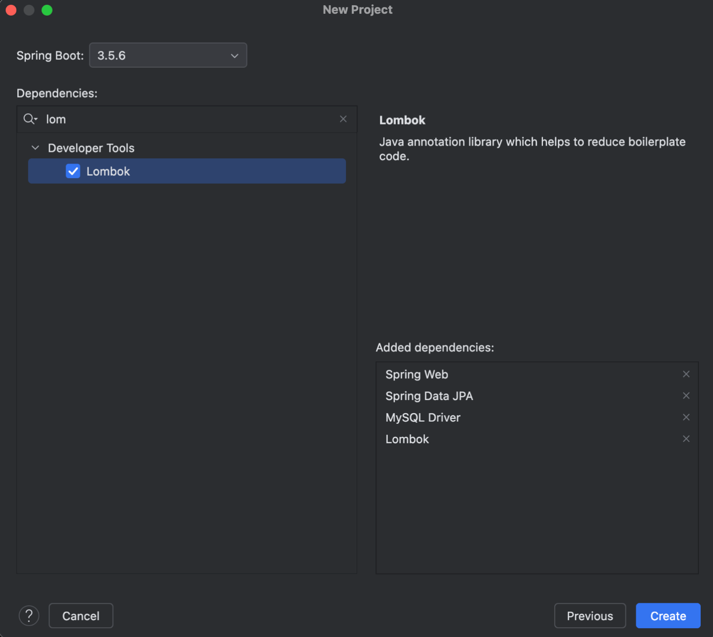 New Project
Spring Boot: 3.5.6
Dependencies:
lom
Developer Tools
Lombok
Lombok
Java annotation library which helps to reduce boilerplate
code.
Added dependencies:
Spring Web
Spring Data JPA
MySQL Driver
Lombok
? Cancel Previous Create